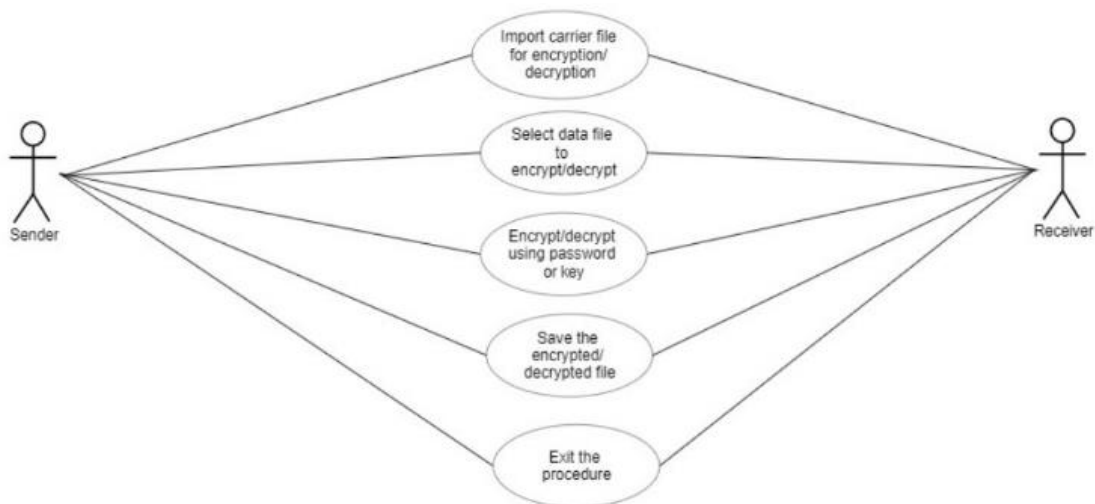 Import carrier file
for encryption/
decryption
Select data file
to
encrypt/decrypt
Sender
Receiver
Encrypt/decrypt
using password
or key
Save the
encrypted/
decrypted file
Exit the
procedure